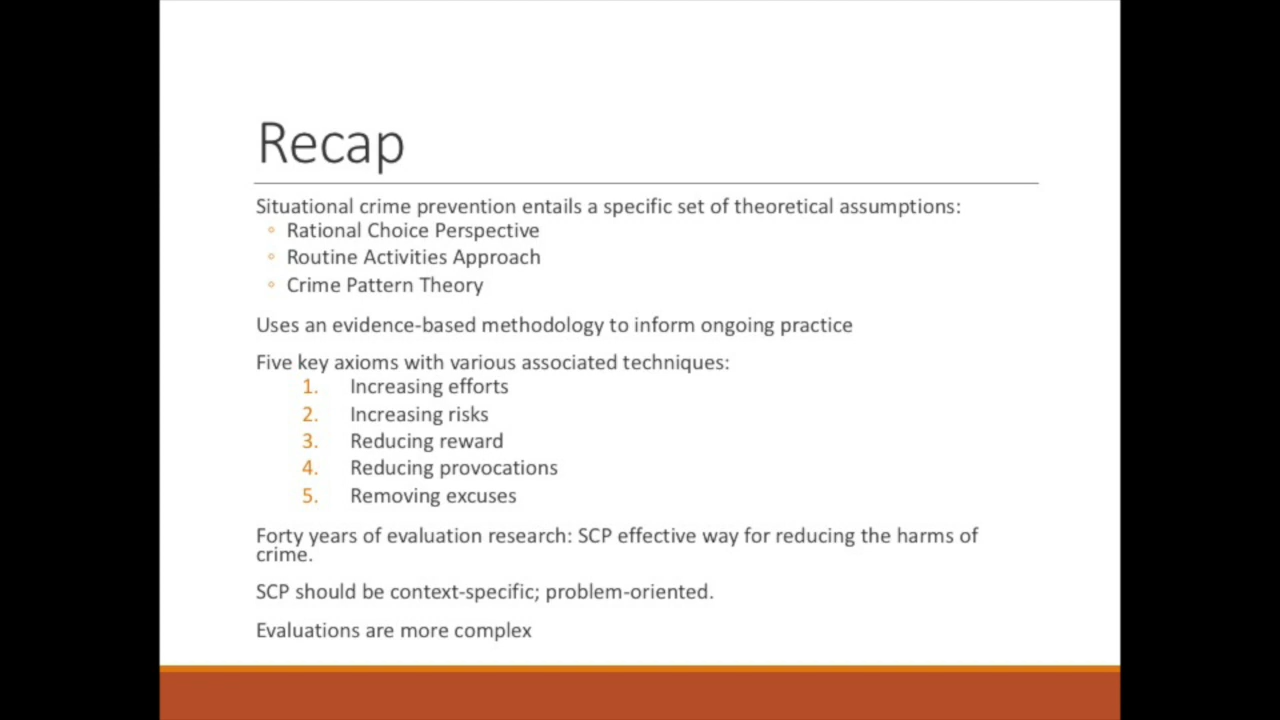 Recap
Situational crime prevention entails a specific set of theoretical assumptions:
◦ Rational Choice Perspective
◦ Routine Activities Approach
◦ Crime Pattern Theory
Uses an evidence-based methodology to inform ongoing practice
Five key axioms with various associated techniques:
1. Increasing efforts
2. Increasing risks
3. Reducing reward
4. Reducing provocations
5. Removing excuses
Forty years of evaluation research: SCP effective way for reducing the harms of
crime.
SCP should be context-specific; problem-oriented.
Evaluations are more complex